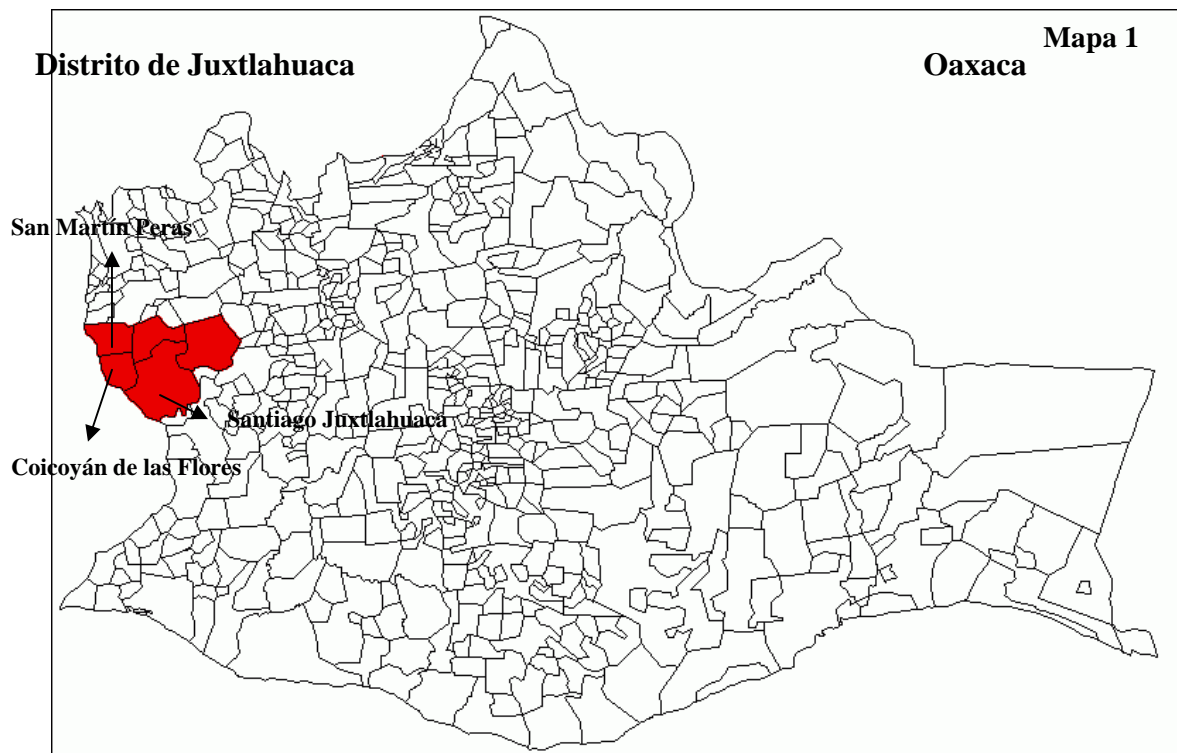 Mapa 1
Distrito de Juxtlahuaca
Oaxaca
San Martín Peras
Santiago Juxtlahuaca
Coicoyán de las Flores